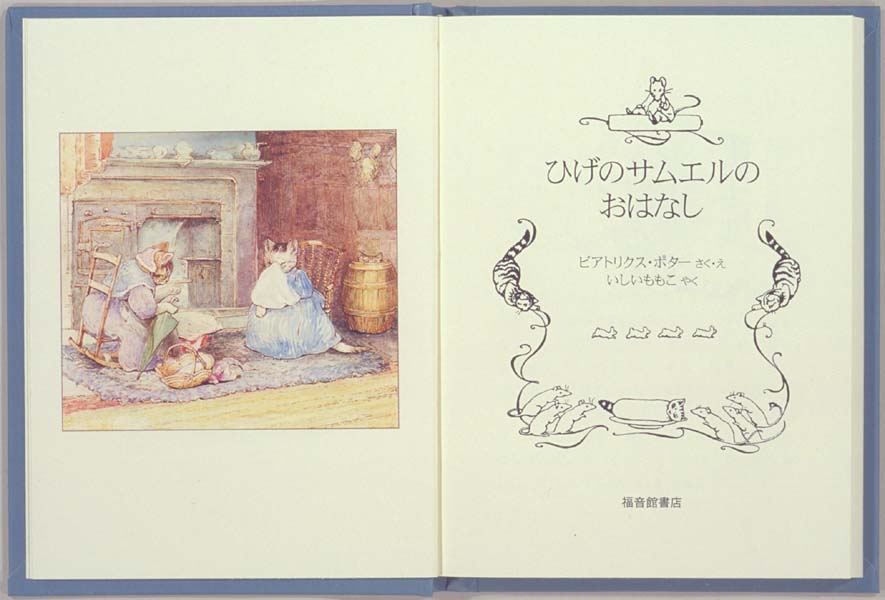 ひげのサムエルの
おはなし
ビアトリクス・ポター さく・え
いしいももこ やく
福音館書店